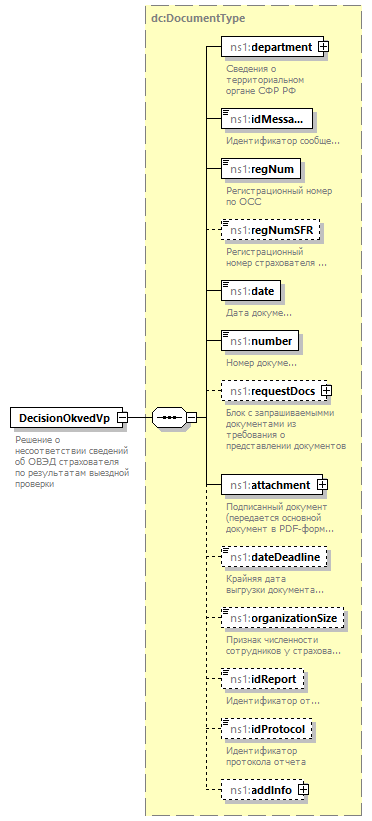 dc:DocumentType
ns1:department
Сведения о
территориальном
органе СФР РФ
ns1:idMessa...
Идентификатор сообще...
ns1:regNum
Регистрационный номер
по ОСС
ns1:regNumSFR
Регистрационный
номер страхователя ...
ns1:date
Дата докуме...
ns1:number
Номер докуме...
ns1:requestDocs
Блок с запрашиваемымми
документами из
требования о
представлении документов
DecisionOkvedVp
Решение о
несоответствии сведений
об ОВЭД страхователя
по результатам выездной
проверки
ns1:attachment
Подписанный документ
(передается основной
документ в PDF-форм...
ns1:dateDeadline
Крайняя дата
выгрузки документа...
ns1:organizationSize
Признак численности
сотрудников у страхова...
ns1:idReport
Идентификатор от...
ns1:idProtocol
Идентификатор
протокола отчета
ns1:addInfo